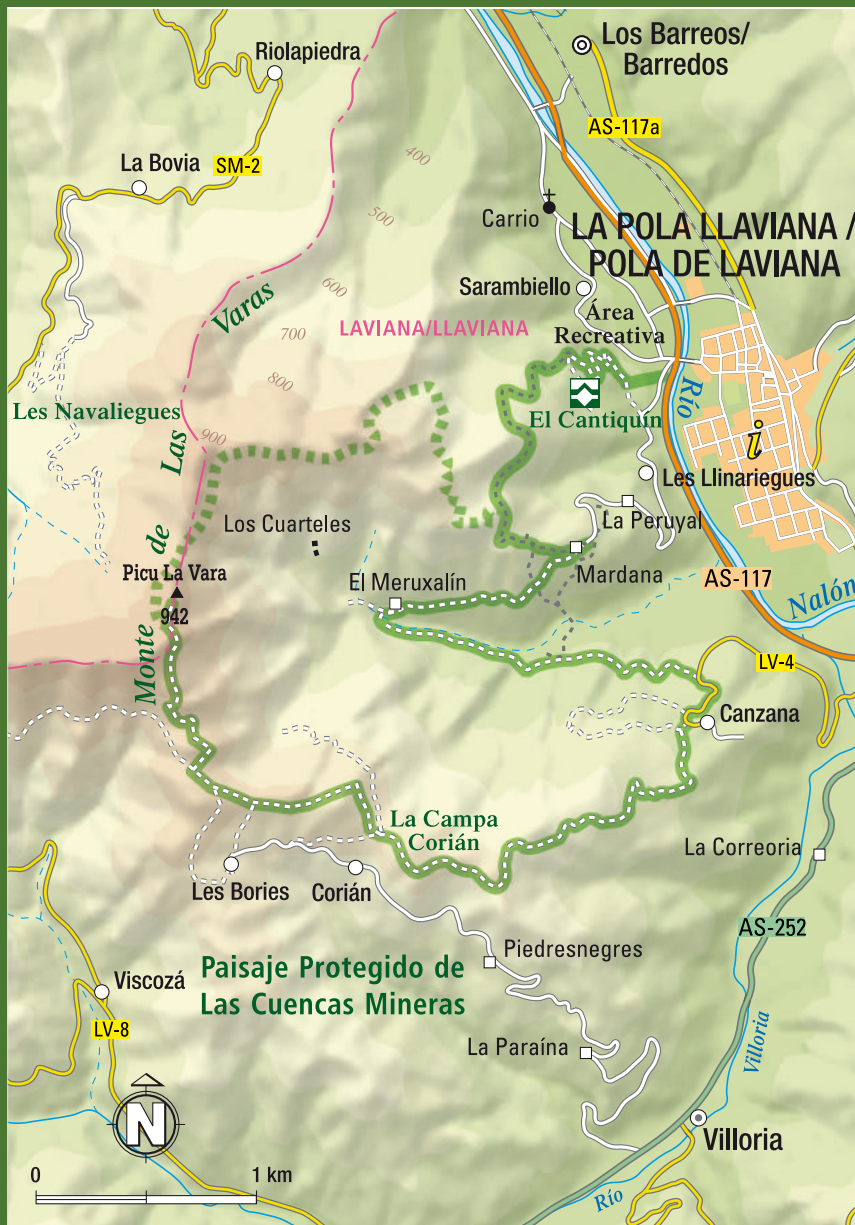 Riolapiedra
Los Barreos/
Barredos
AS-117a
La Bovia
SM-2
400
500
600
700
800
900
Carrio
LA POLA LLAVIANA /
POLA DE LAVIANA
Sarambiello
Área
Recreativa
LAVIANA/LLAVIANA
Monte de Las Varas
Les Navaliegues
El Cantiquín
Río
i
Les Llinariegues
La Peruyal
Los Cuarteles
Mardana
Picu La Vara
942
El Meruxalín
AS-117
Nalón
LV-4
Canzana
La Campa
Corián
La Correoria
Les Bories
Corián
AS-252
Piedresnegres
Paisaje Protegido de
Las Cuencas Mineras
Viscozá
LV-8
La Paraína
Villoria
N
Villoria
0
1 km
Río